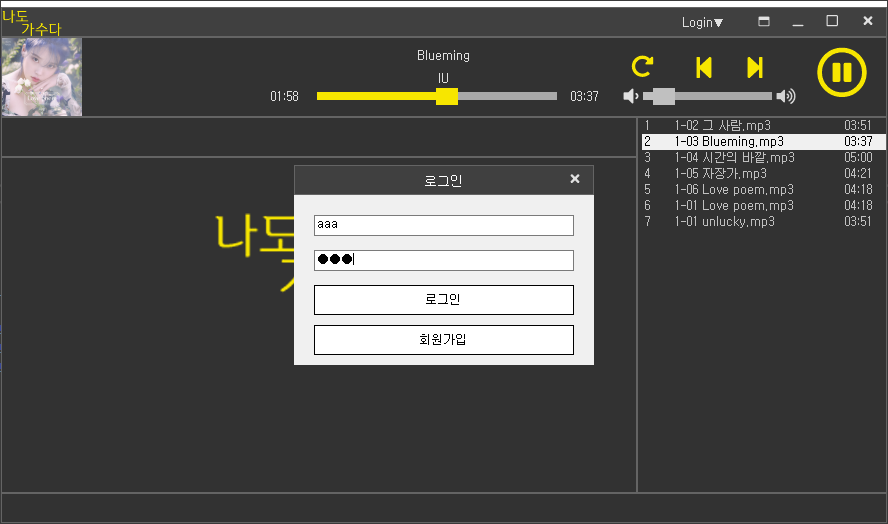 나도
가수다
Login▼
Blueming
IU
01:58
03:37
1 1-02 그 사람.mp3 03:51
2 1-03 Blueming.mp3 03:37
3 1-04 시간의 바깥.mp3 05:00
4 1-05 자장가.mp3 04:21
5 1-06 Love poem.mp3 04:18
6 1-01 Love poem.mp3 04:18
7 1-01 unlucky.mp3 03:51
나도
로그인
aaa
●●●
로그인
회원가입